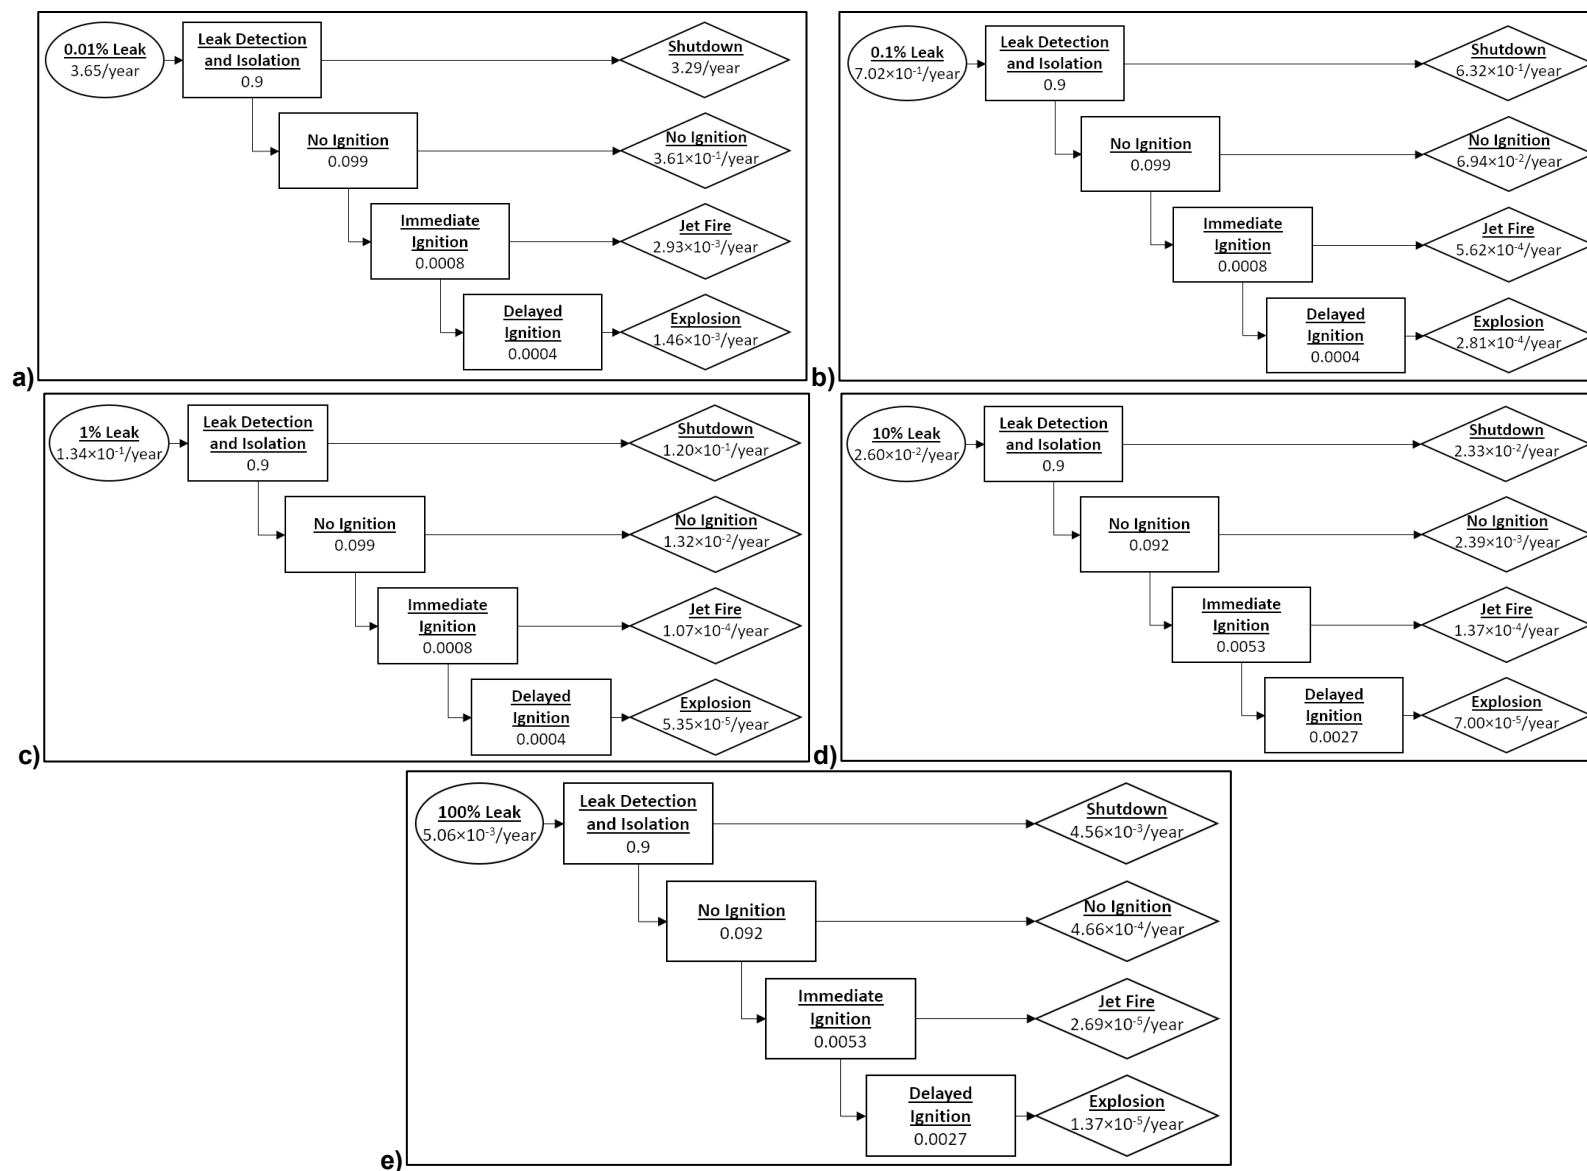 0.01% Leak
3.65/year
Leak Detection
and Isolation
0.9
Shutdown
3.29/year
No Ignition
0.099
No Ignition
3.61×10⁻¹/year
Immediate
Ignition
0.0008
Jet Fire
2.93×10⁻³/year
Delayed
Ignition
0.0004
Explosion
1.46×10⁻³/year
a)
0.1% Leak
7.02×10⁻¹/year
Leak Detection
and Isolation
0.9
Shutdown
6.32×10⁻¹/year
No Ignition
0.099
No Ignition
6.94×10⁻²/year
Immediate
Ignition
0.0008
Jet Fire
5.62×10⁻⁴/year
Delayed
Ignition
0.0004
Explosion
2.81×10⁻⁴/year
b)
1% Leak
1.34×10⁻¹/year
Leak Detection
and Isolation
0.9
Shutdown
1.20×10⁻¹/year
No Ignition
0.099
No Ignition
1.32×10⁻²/year
Immediate
Ignition
0.0008
Jet Fire
1.07×10⁻⁴/year
Delayed
Ignition
0.0004
Explosion
5.35×10⁻⁵/year
c)
10% Leak
2.60×10⁻²/year
Leak Detection
and Isolation
0.9
Shutdown
2.33×10⁻²/year
No Ignition
0.092
No Ignition
2.39×10⁻³/year
Immediate
Ignition
0.0053
Jet Fire
1.37×10⁻⁴/year
Delayed
Ignition
0.0027
Explosion
7.00×10⁻⁵/year
d)
100% Leak
5.06×10⁻³/year
Leak Detection
and Isolation
0.9
Shutdown
4.56×10⁻³/year
No Ignition
0.092
No Ignition
4.66×10⁻⁴/year
Immediate
Ignition
0.0053
Jet Fire
2.69×10⁻⁵/year
Delayed
Ignition
0.0027
Explosion
1.37×10⁻⁵/year
e)